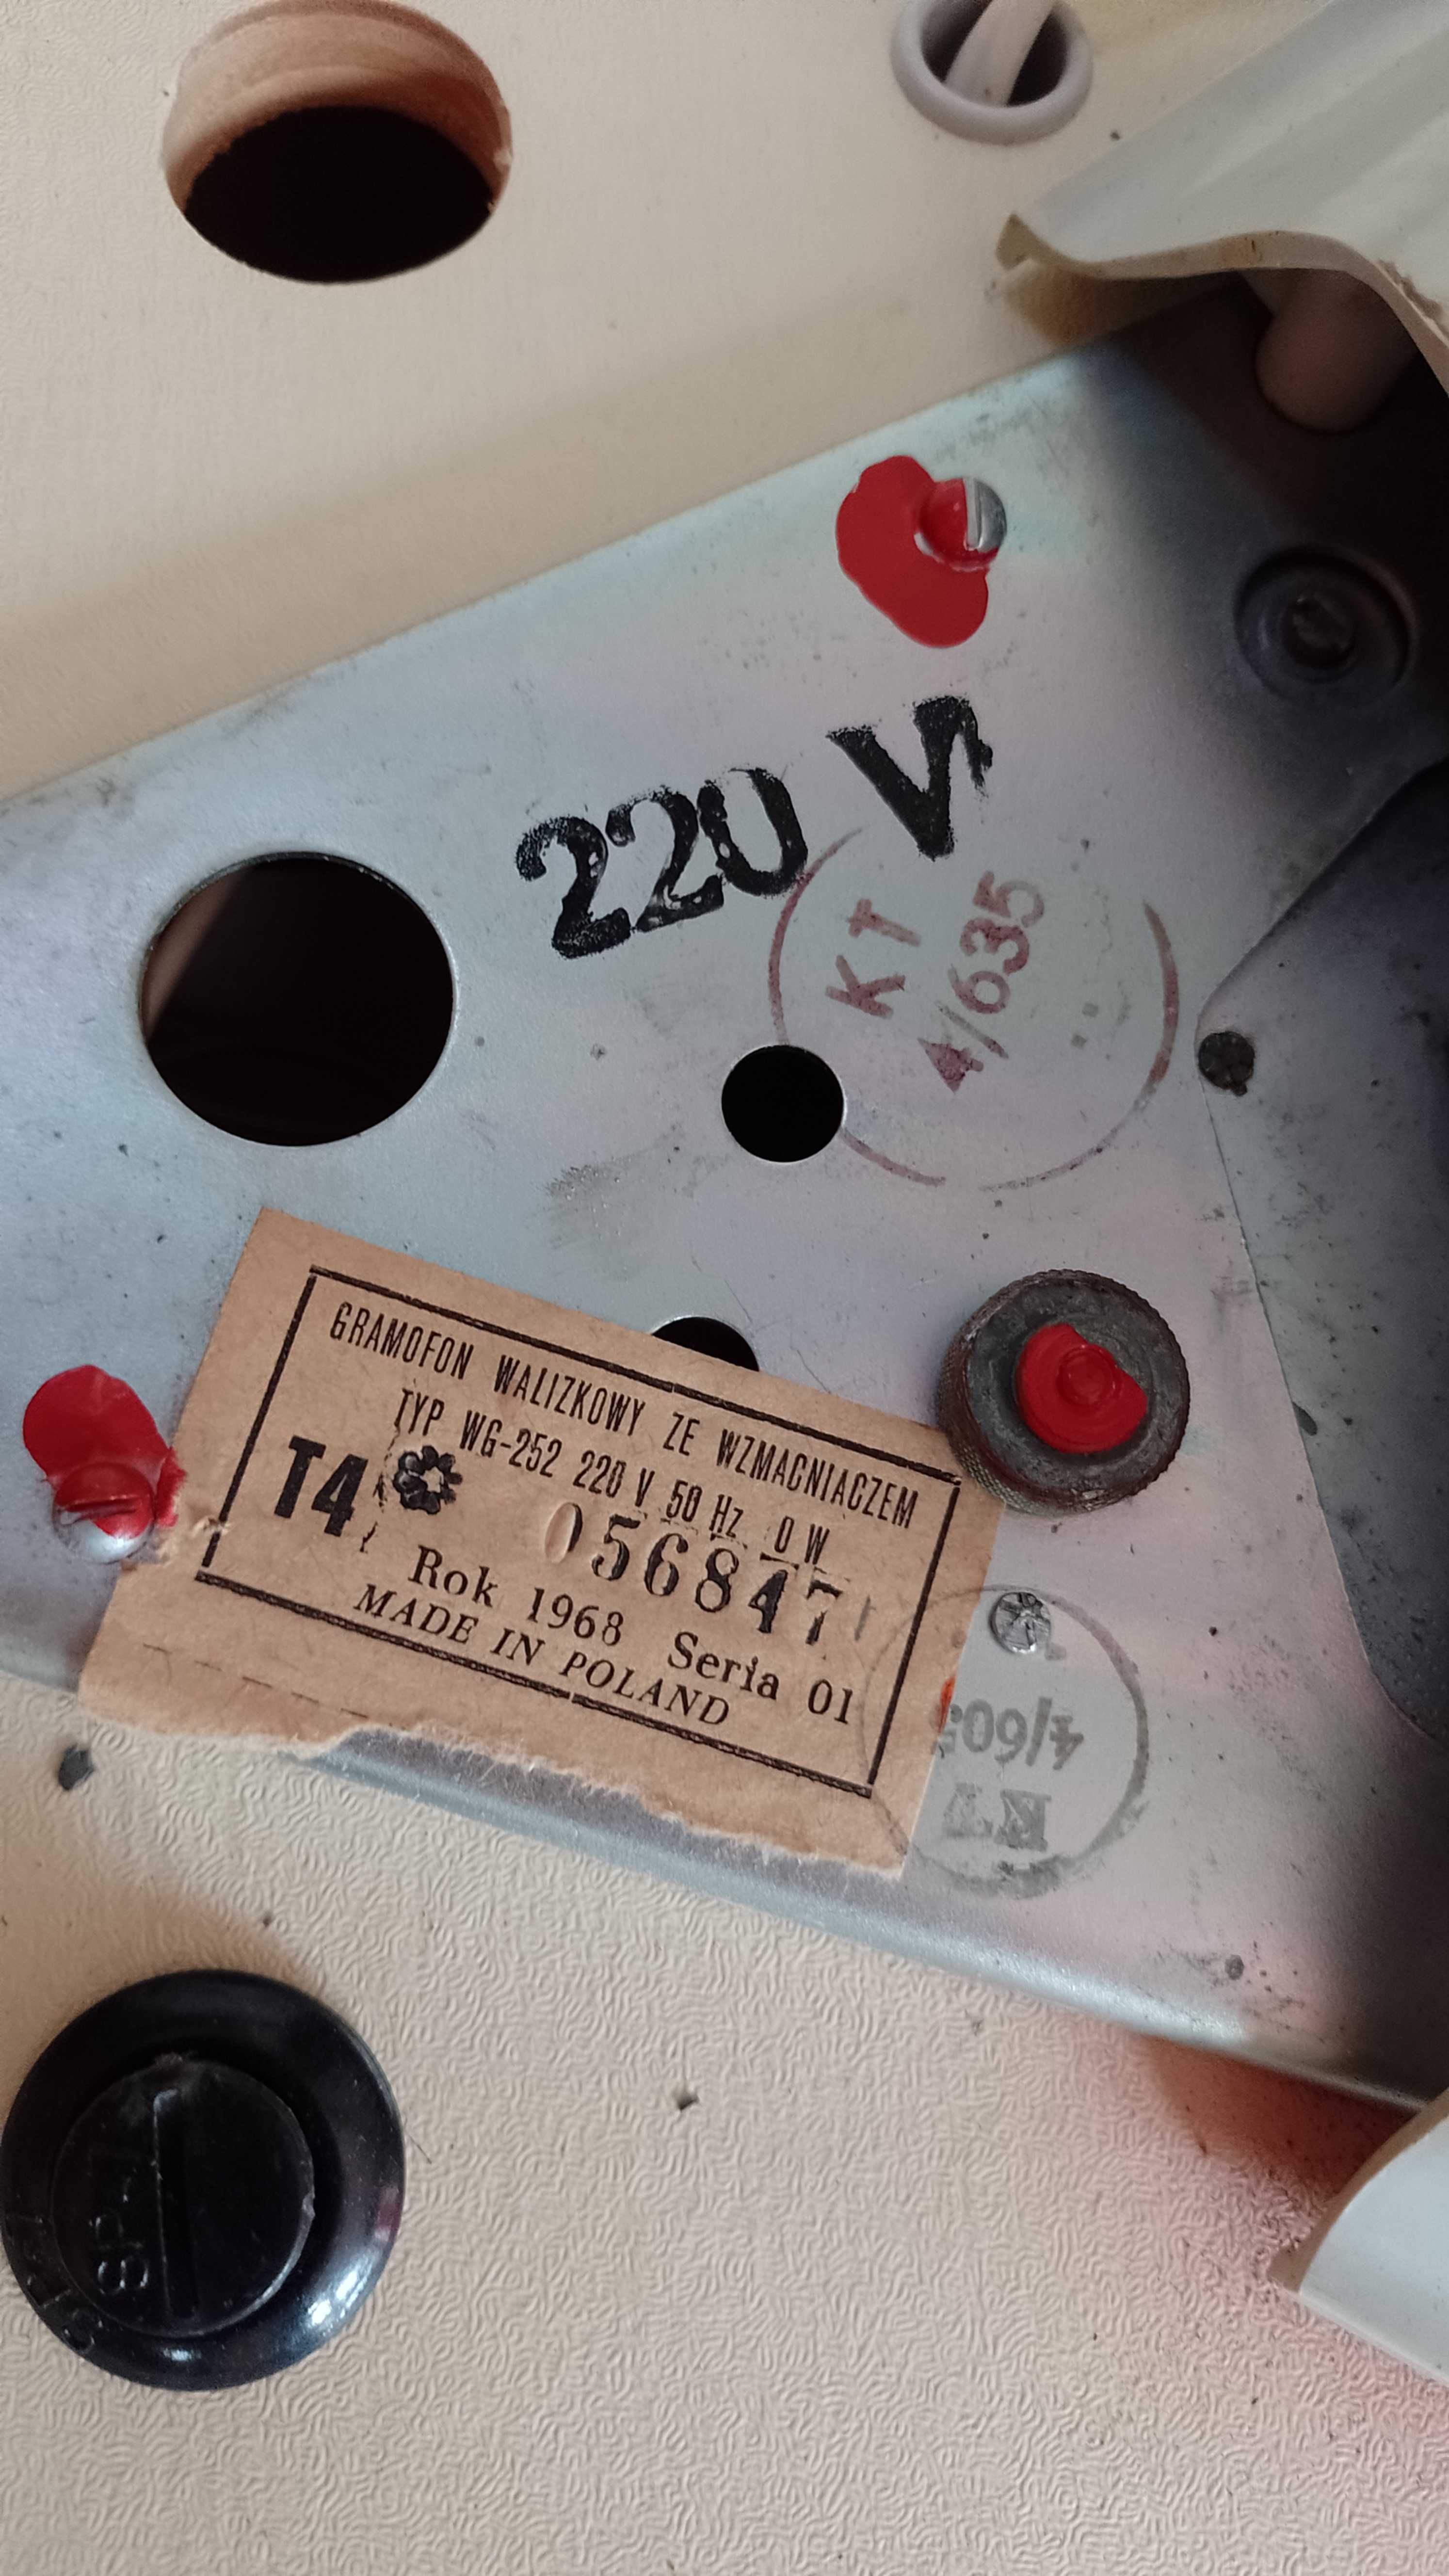 220 V
KT
4/635
GRAMOFON WALIZKOWY ZE WZMACNIACZEM
TYP WG-252 220 V 50 Hz 0 W
T4 056847
Rok 1968 Seria 01
MADE IN POLAND
4/605
KT